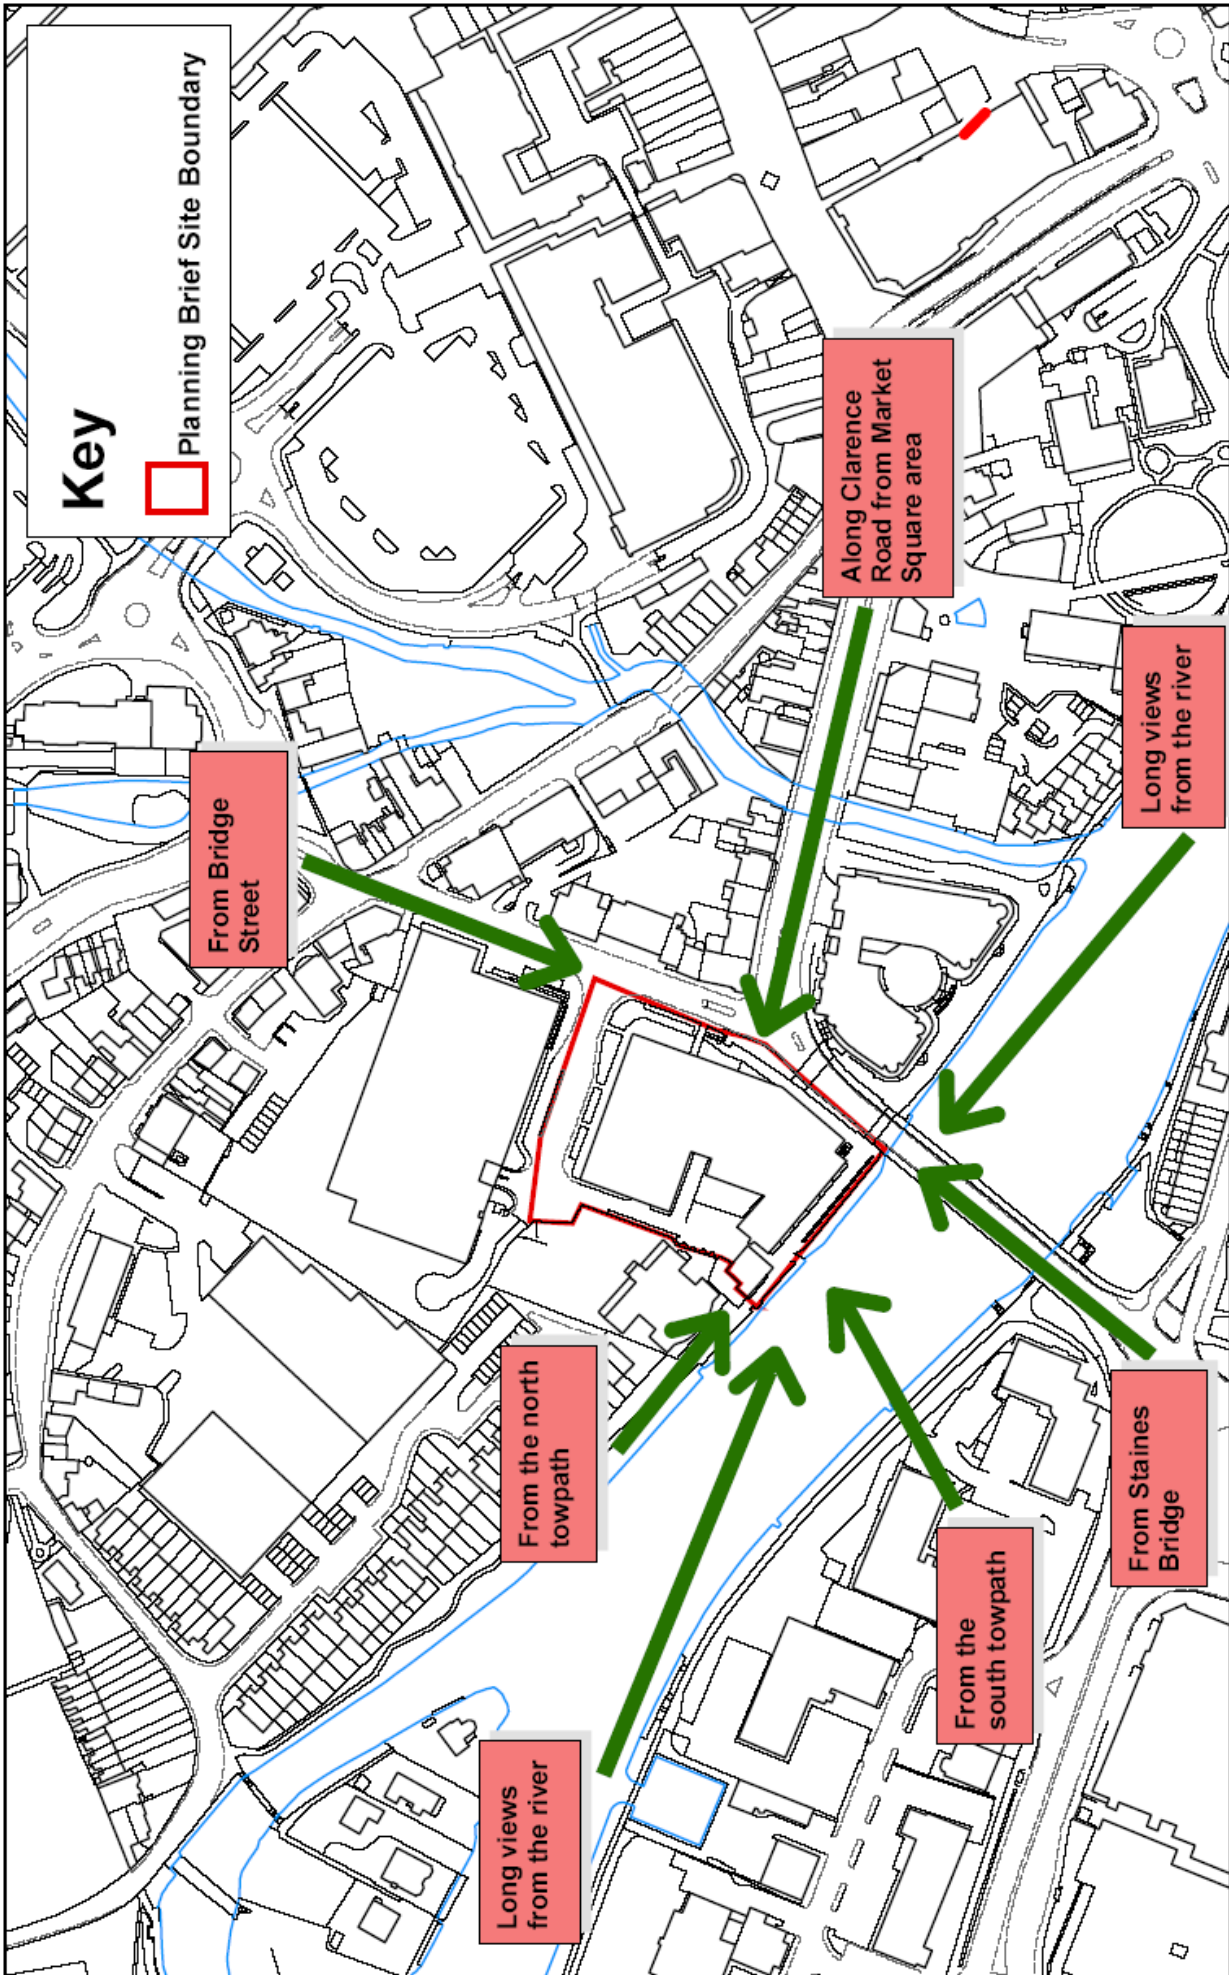 Key
Planning Brief Site Boundary
From Bridge
Street
Along Clarence
Road from Market
Square area
Long views
from the river
From the north
towpath
Long views
from the river
From the
south towpath
From Staines
Bridge